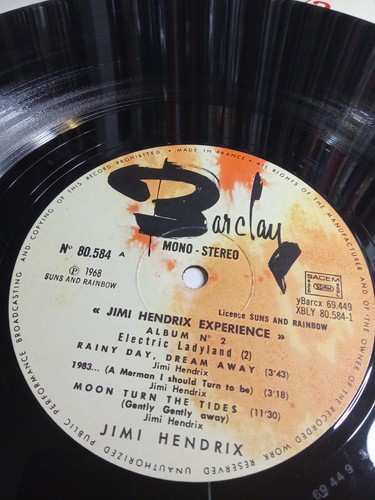 ALL RIGHTS OF THE MANUFACTURER AND OF THE
MADE IN FRANCE
COPYING OF THIS RECORD PROHIBITED
UNAUTHORIZED PUBLIC PERFORMANCE BROADCASTING AND
WORK RESERVED
Barclay
N° 80.584 A
MONO - STEREO
SACEM
℗ 1968
SUNS AND RAINBOW
yBarcx 69.449
XBLY 80.584-1
Licence SUNS AND RAINBOW
« JIMI HENDRIX EXPERIENCE »
ALBUM N° 2
Electric Ladyland (2)
RAINY DAY, DREAM AWAY (3'43)
Jimi Hendrix
1983... (A Merman I should Turn to be) (3'18)
Jimi Hendrix
MOON TURN THE TIDES (11'30)
(Gently Gently away)
Jimi Hendrix
JIMI HENDRIX